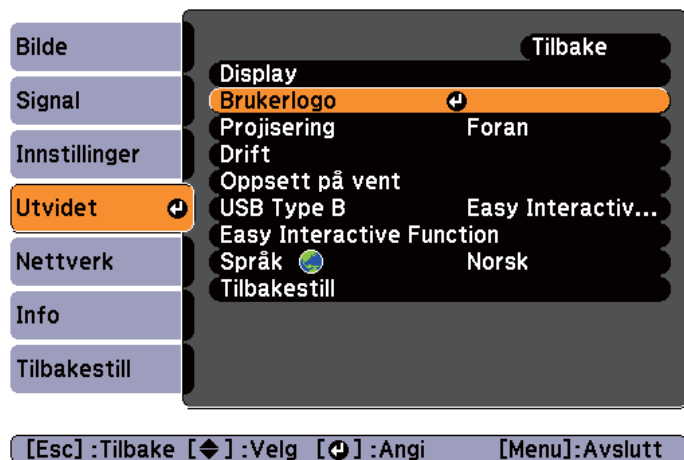 Bilde
Signal
Innstillinger
Utvidet
Nettverk
Info
Tilbakestill
Tilbake
Display
Brukerlogo
Projisering Foran
Drift
Oppsett på vent
USB Type B Easy Interactiv...
Easy Interactive Function
Språk Norsk
Tilbakestill
[Esc] :Tilbake [ ] :Velg [ ] :Angi [Menu]:Avslutt